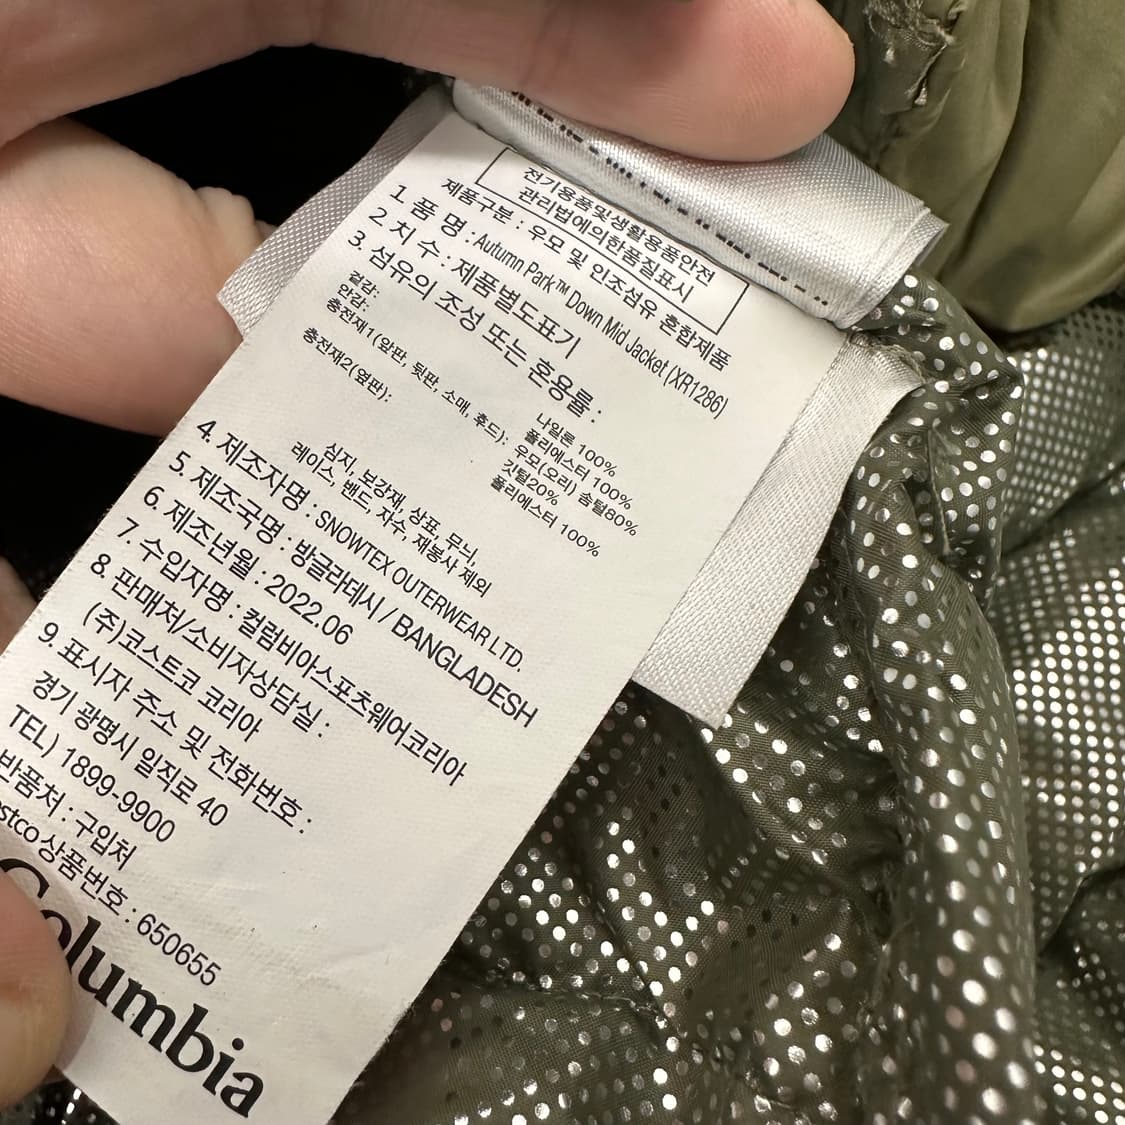 전기용품및생활용품안전
관리법에의한품질표시
제품구분 : 우모 및 인조섬유 혼합제품
1 품 명 : Autumn Park™ Down Mid Jacket (XR1286)
2. 치 수 : 제품별도표기
3. 섬유의 조성 또는 혼용률 :
겉감: 나일론 100%
안감: 폴리에스터 100%
충전재1(앞판, 뒷판, 소매, 후드): 우모(오리) 솜털80%
깃털20%
충전재2(옆판): 폴리에스터 100%
심지, 보강재, 상표, 무늬,
레이스, 밴드, 자수, 재봉사 제외
4. 제조자명 : SNOWTEX OUTERWEAR LTD.
5. 제조국명 : 방글라데시 / BANGLADESH
6. 제조년월 : 2022.06
7. 수입자명 : 컬럼비아스포츠웨어코리아
8. 판매처/소비자상담실 :
(주)코스트코 코리아
9. 표시자 주소 및 전화번호 :
경기 광명시 일직로 40
TEL) 1899-9900
반품처 : 구입처
ostco 상품번호 : 650655
Columbia